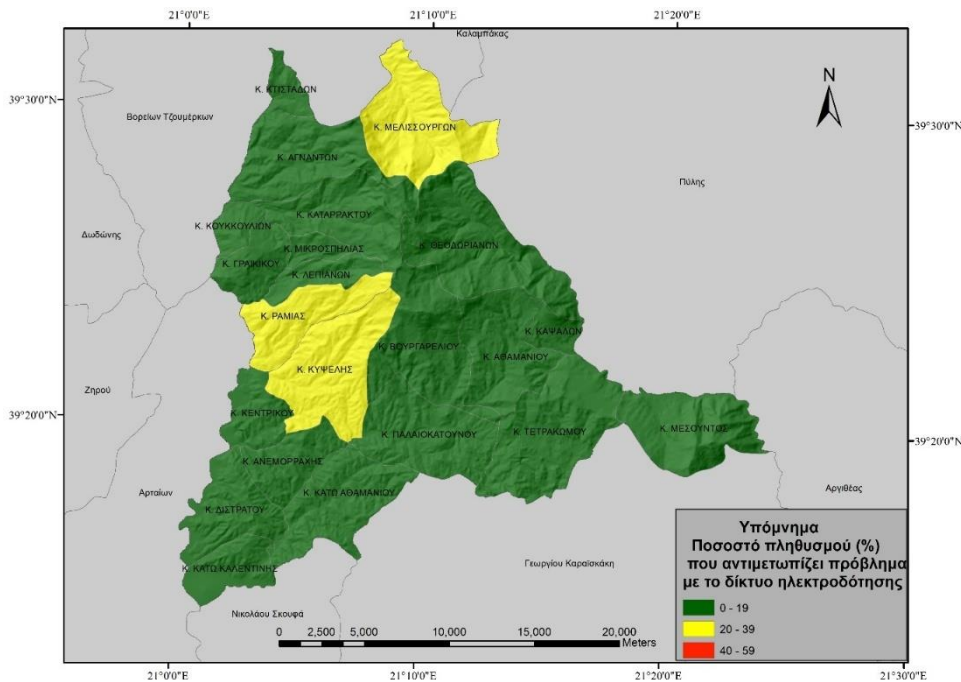 21°0'0"E
21°10'0"E
21°20'0"E
Καλαμπάκας
N
39°30'0"N
39°30'0"N
Κ. ΚΤΙΣΤΑΔΩΝ
Βορείων Τζουμέρκων
Κ. ΜΕΛΙΣΣΟΥΡΓΩΝ
Κ. ΑΓΝΑΝΤΩΝ
Πύλης
Κ. ΚΑΤΑΡΡΑΚΤΟΥ
Κ. ΚΟΥΚΚΟΥΛΙΩΝ
Δωδώνης
Κ. ΜΙΚΡΟΣΠΗΛΙΑΣ
Κ. ΘΕΟΔΩΡΙΑΝΩΝ
Κ. ΓΡΑΙΚΙΚΟΥ
Κ. ΛΕΠΙΑΝΩΝ
Κ. ΡΑΜΙΑΣ
Κ. ΚΑΨΑΛΩΝ
Κ. ΒΟΥΡΓΑΡΕΛΙΟΥ
Κ. ΑΘΑΜΑΝΙΟΥ
Κ. ΚΥΨΕΛΗΣ
Ζηρού
39°20'0"N
39°20'0"N
Κ. ΚΕΝΤΡΙΚΟΥ
Κ. ΠΑΛΑΙΟΚΑΤΟΥΝΟΥ
Κ. ΤΕΤΡΑΚΩΜΟΥ
Κ. ΜΕΣΟΥΝΤΟΣ
Κ. ΑΝΕΜΟΡΡΑΧΗΣ
Αρταίων
Κ. ΚΑΤΩ ΑΘΑΜΑΝΙΟΥ
Αργιθέας
Κ. ΔΙΣΤΡΑΤΟΥ
Κ. ΚΑΤΩ ΚΑΛΕΝΤΙΝΗΣ
Γεωργίου Καραϊσκάκη
Νικολάου Σκουφά
Υπόμνημα
Ποσοστό πληθυσμού (%)
που αντιμετωπίζει πρόβλημα
με το δίκτυο ηλεκτροδότησης
0 - 19
20 - 39
40 - 59
0 2,500 5,000 10,000 15,000 20,000
Meters
21°0'0"E
21°10'0"E
21°20'0"E
21°30'0"E